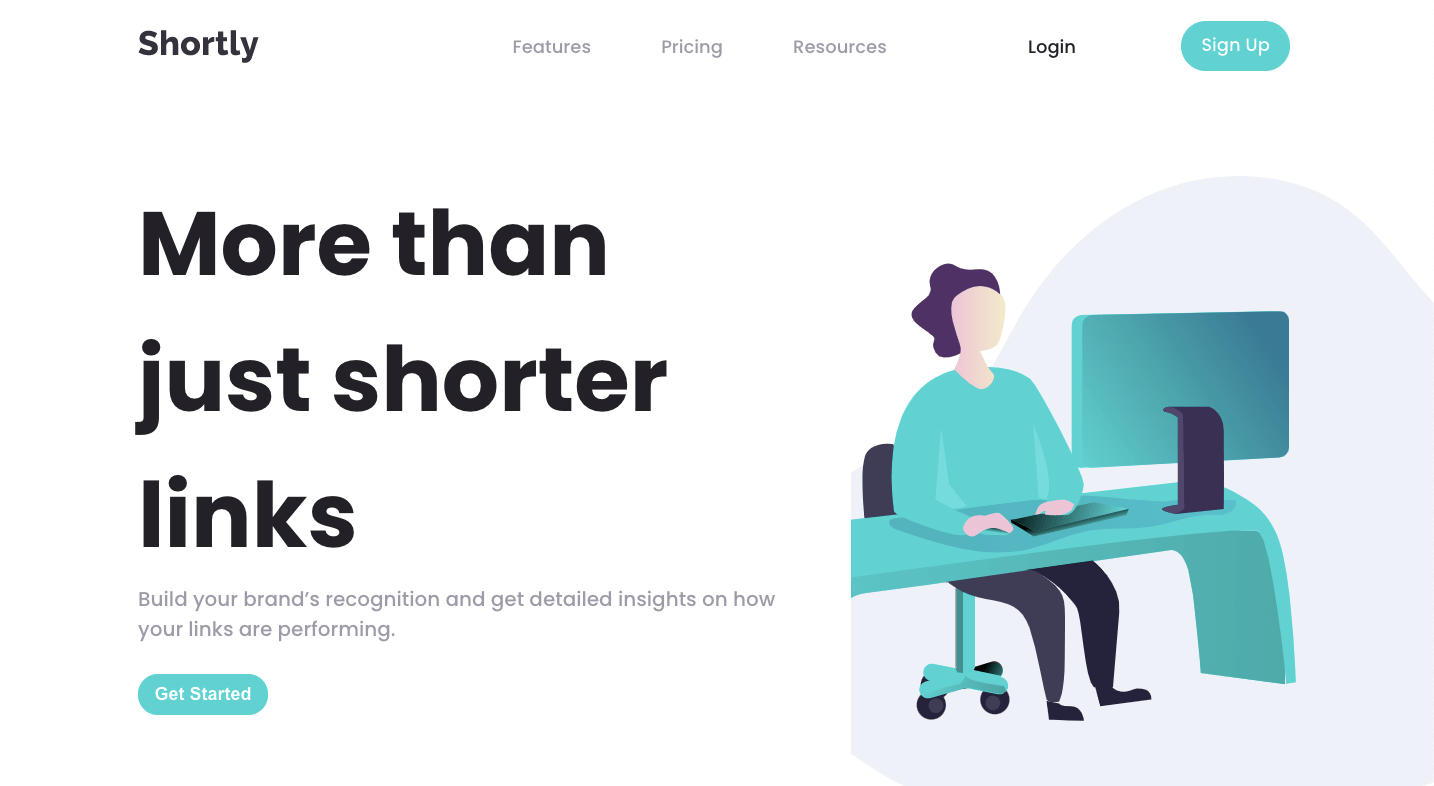 Shortly
Features
Pricing
Resources
Login
Sign Up
More than
just shorter
links
Build your brand’s recognition and get detailed insights on how
your links are performing.
Get Started